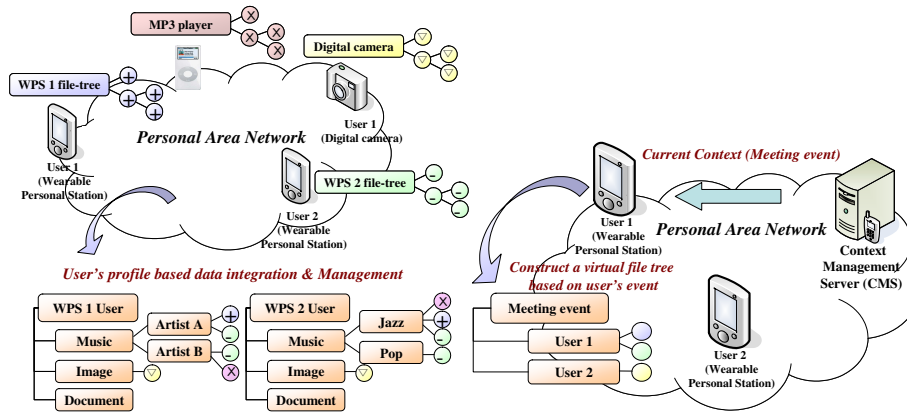 MP3 player
X
X
X
X
Digital camera
WPS 1 file-tree
+
+
+
+
User 1
(Digital camera)
Personal Area Network
User 1
(Wearable
Personal Station)
WPS 2 file-tree
-
-
-
-
User 2
(Wearable
Personal Station)
User's profile based data integration & Management
WPS 1 User
Music
Artist A
+
-
Artist B
-
X
Image
Document
WPS 2 User
Music
Jazz
X
+
-
Pop
-
Image
Document
Current Context (Meeting event)
User 1
(Wearable
Personal Station)
Personal Area Network
Context
Management
Server (CMS)
Construct a virtual file tree
based on user's event
Meeting event
User 1
User 2
User 2
(Wearable
Personal Station)